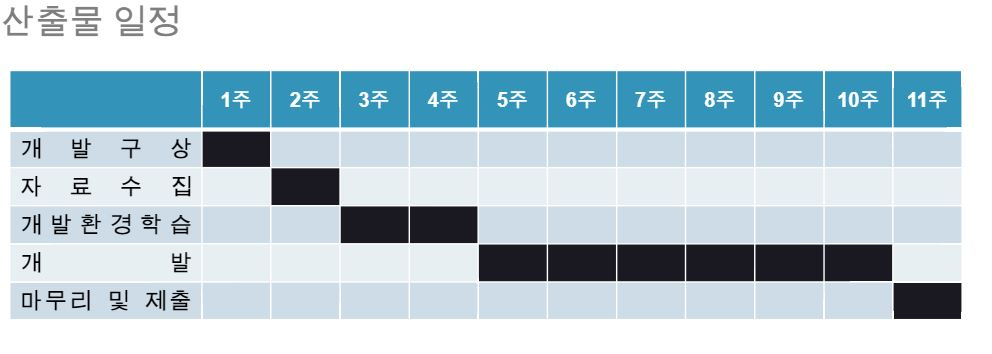 산출물 일정
1주 2주 3주 4주 5주 6주 7주 8주 9주 10주 11주
개 발 구 상
자 료 수 집
개 발 환 경 학 습
개 발
마무리 및 제출